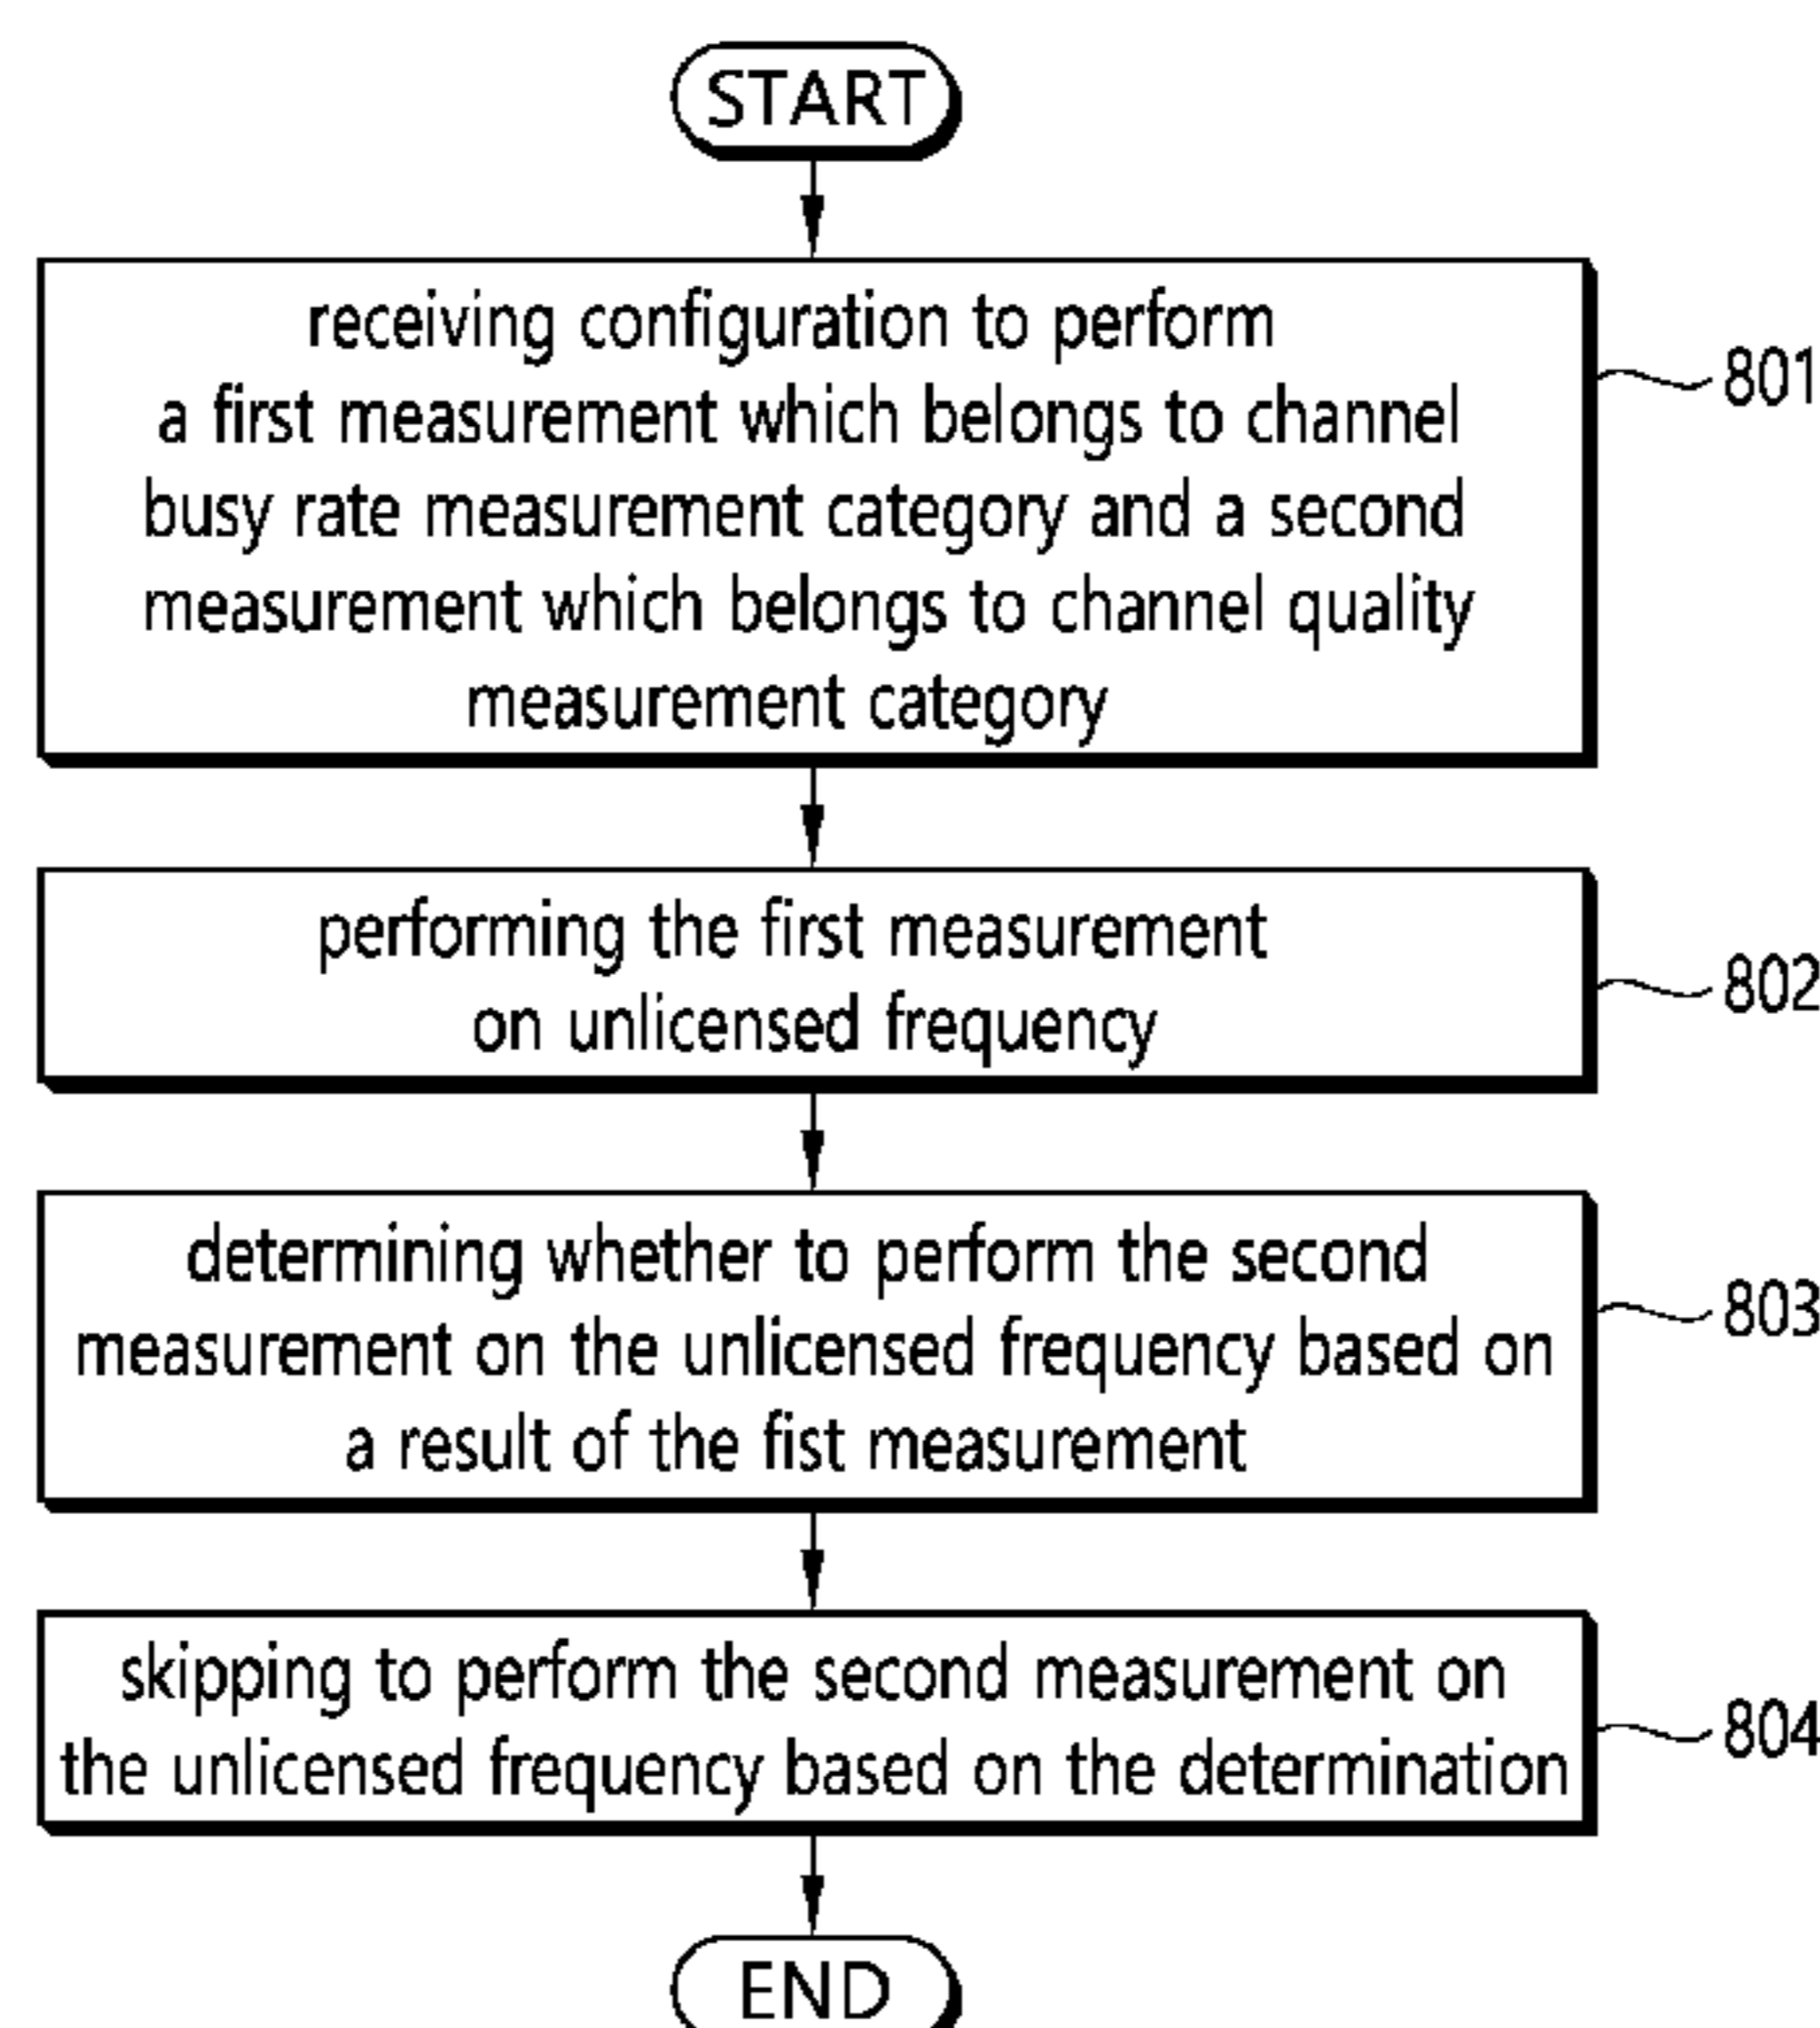 START
receiving configuration to perform
a first measurement which belongs to channel
busy rate measurement category and a second
measurement which belongs to channel quality
measurement category
801
performing the first measurement
on unlicensed frequency
802
determining whether to perform the second
measurement on the unlicensed frequency based on
a result of the fist measurement
803
skipping to perform the second measurement on
the unlicensed frequency based on the determination
804
END